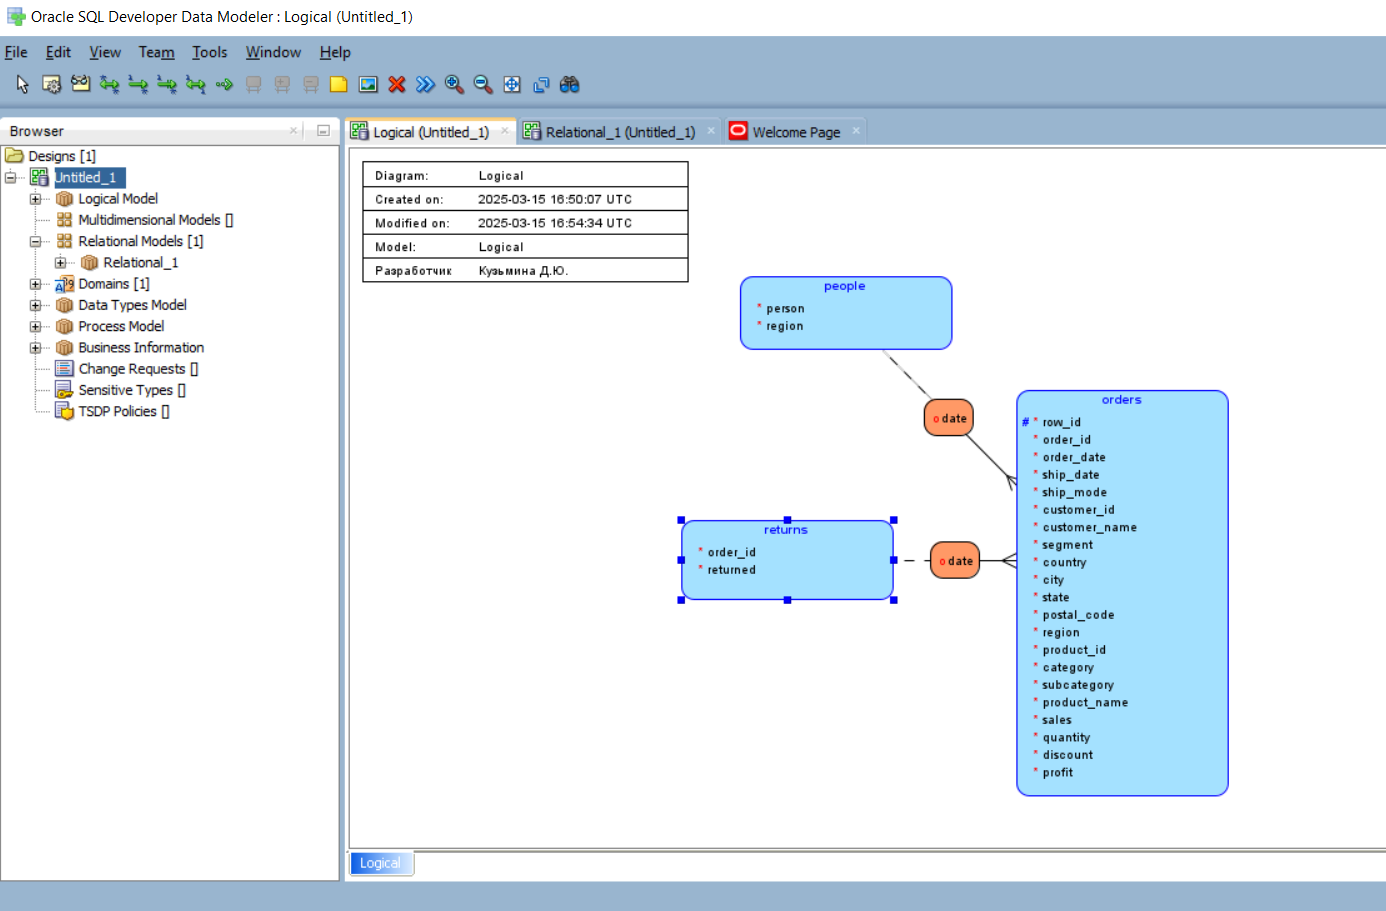 Oracle SQL Developer Data Modeler : Logical (Untitled_1)
File Edit View Team Tools Window Help
Browser
Designs [1]
Untitled_1
Logical Model
Multidimensional Models []
Relational Models [1]
Relational_1
Domains [1]
Data Types Model
Process Model
Business Information
Change Requests []
Sensitive Types []
TSDP Policies []
Logical (Untitled_1) Relational_1 (Untitled_1) Welcome Page
Diagram: Logical
Created on: 2025-03-15 16:50:07 UTC
Modified on: 2025-03-15 16:54:34 UTC
Model: Logical
Разработчик Кузьмина Д.Ю.
people
* person
* region
o date
returns
* order_id
* returned
o date
orders
# * row_id
* order_id
* order_date
* ship_date
* ship_mode
* customer_id
* customer_name
* segment
* country
* city
* state
* postal_code
* region
* product_id
* category
* subcategory
* product_name
* sales
* quantity
* discount
* profit
Logical